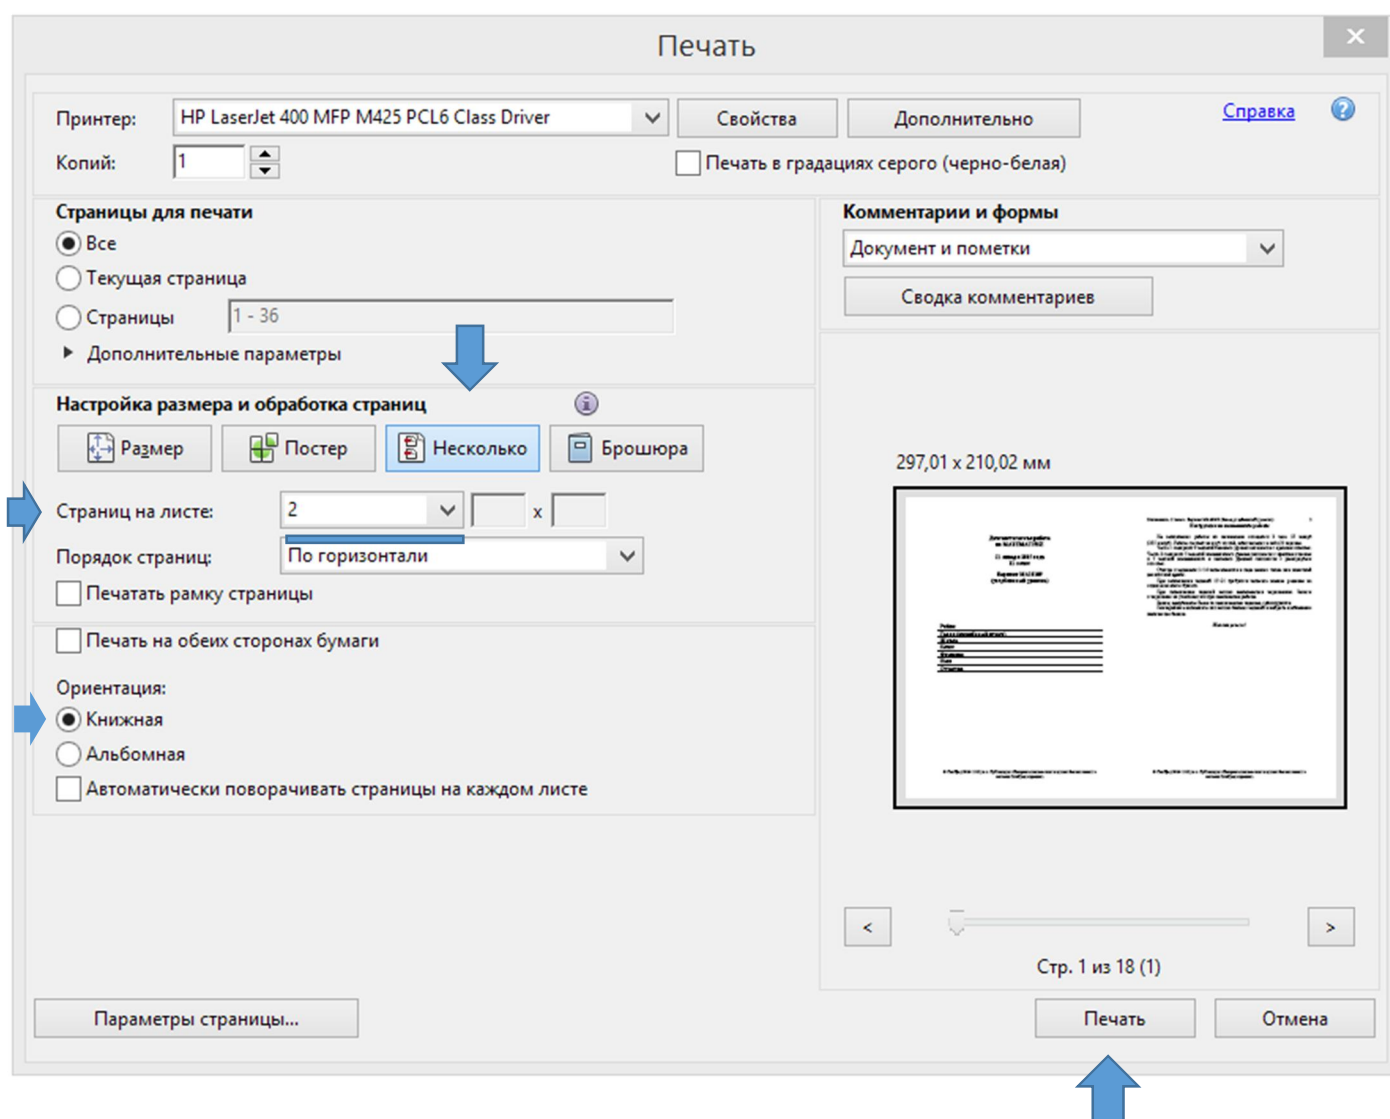 Печать
Принтер: HP LaserJet 400 MFP M425 PCL6 Class Driver Свойства Дополнительно Справка
Копий: 1 Печать в градациях серого (черно-белая)
Страницы для печати
Все
Текущая страница
Страницы 1 - 36
Дополнительные параметры
Комментарии и формы
Документ и пометки
Сводка комментариев
Настройка размера и обработка страниц
Размер Постер Несколько Брошюра
Страниц на листе: 2 x
Порядок страниц: По горизонтали
Печатать рамку страницы
Печать на обеих сторонах бумаги
Ориентация:
Книжная
Альбомная
Автоматически поворачивать страницы на каждом листе
297,01 x 210,02 мм
< >
Стр. 1 из 18 (1)
Параметры страницы... Печать Отмена